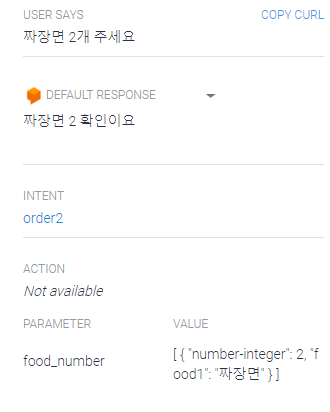 USER SAYS COPY CURL
짜장면 2개 주세요
DEFAULT RESPONSE
짜장면 2 확인이요
INTENT
order2
ACTION
Not available
PARAMETER VALUE
food_number [ { "number-integer": 2, "f
ood1": "짜장면" } ]